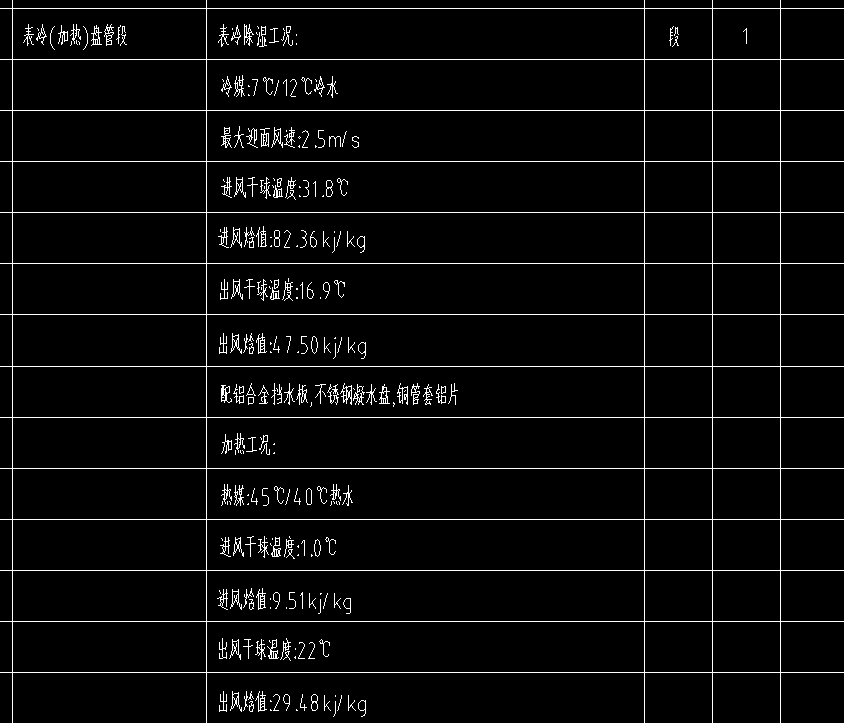 表冷(加热)盘管段 表冷除湿工况: 段 1
冷媒:7℃/12℃冷水
最大迎面风速:2.5m/s
进风干球温度:31.8℃
进风焓值:82.36kj/kg
出风干球温度:16.9℃
出风焓值:47.50kj/kg
配铝合金挡水板,不锈钢凝水盘,铜管套铝片
加热工况:
热媒:45℃/40℃热水
进风干球温度:1.0℃
进风焓值:9.51kj/kg
出风干球温度:22℃
出风焓值:29.48kj/kg